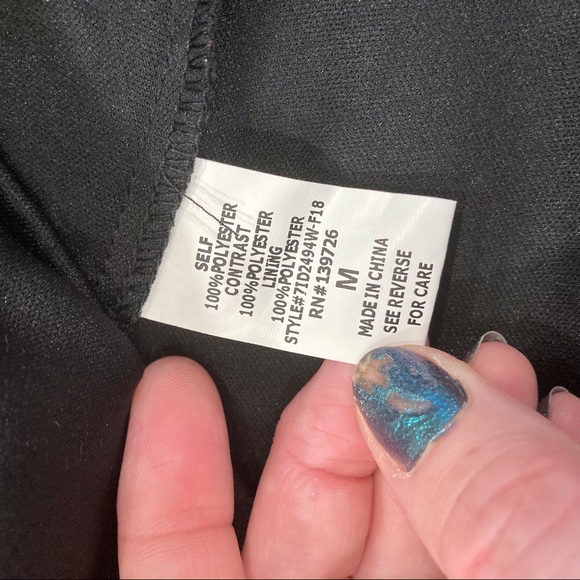 SELF
100%POLYESTER
CONTRAST
100%POLYESTER
LINING
100%POLYESTER
STYLE#7ID2494W-F18
RN#139726
M
MADE IN CHINA
SEE REVERSE
FOR CARE